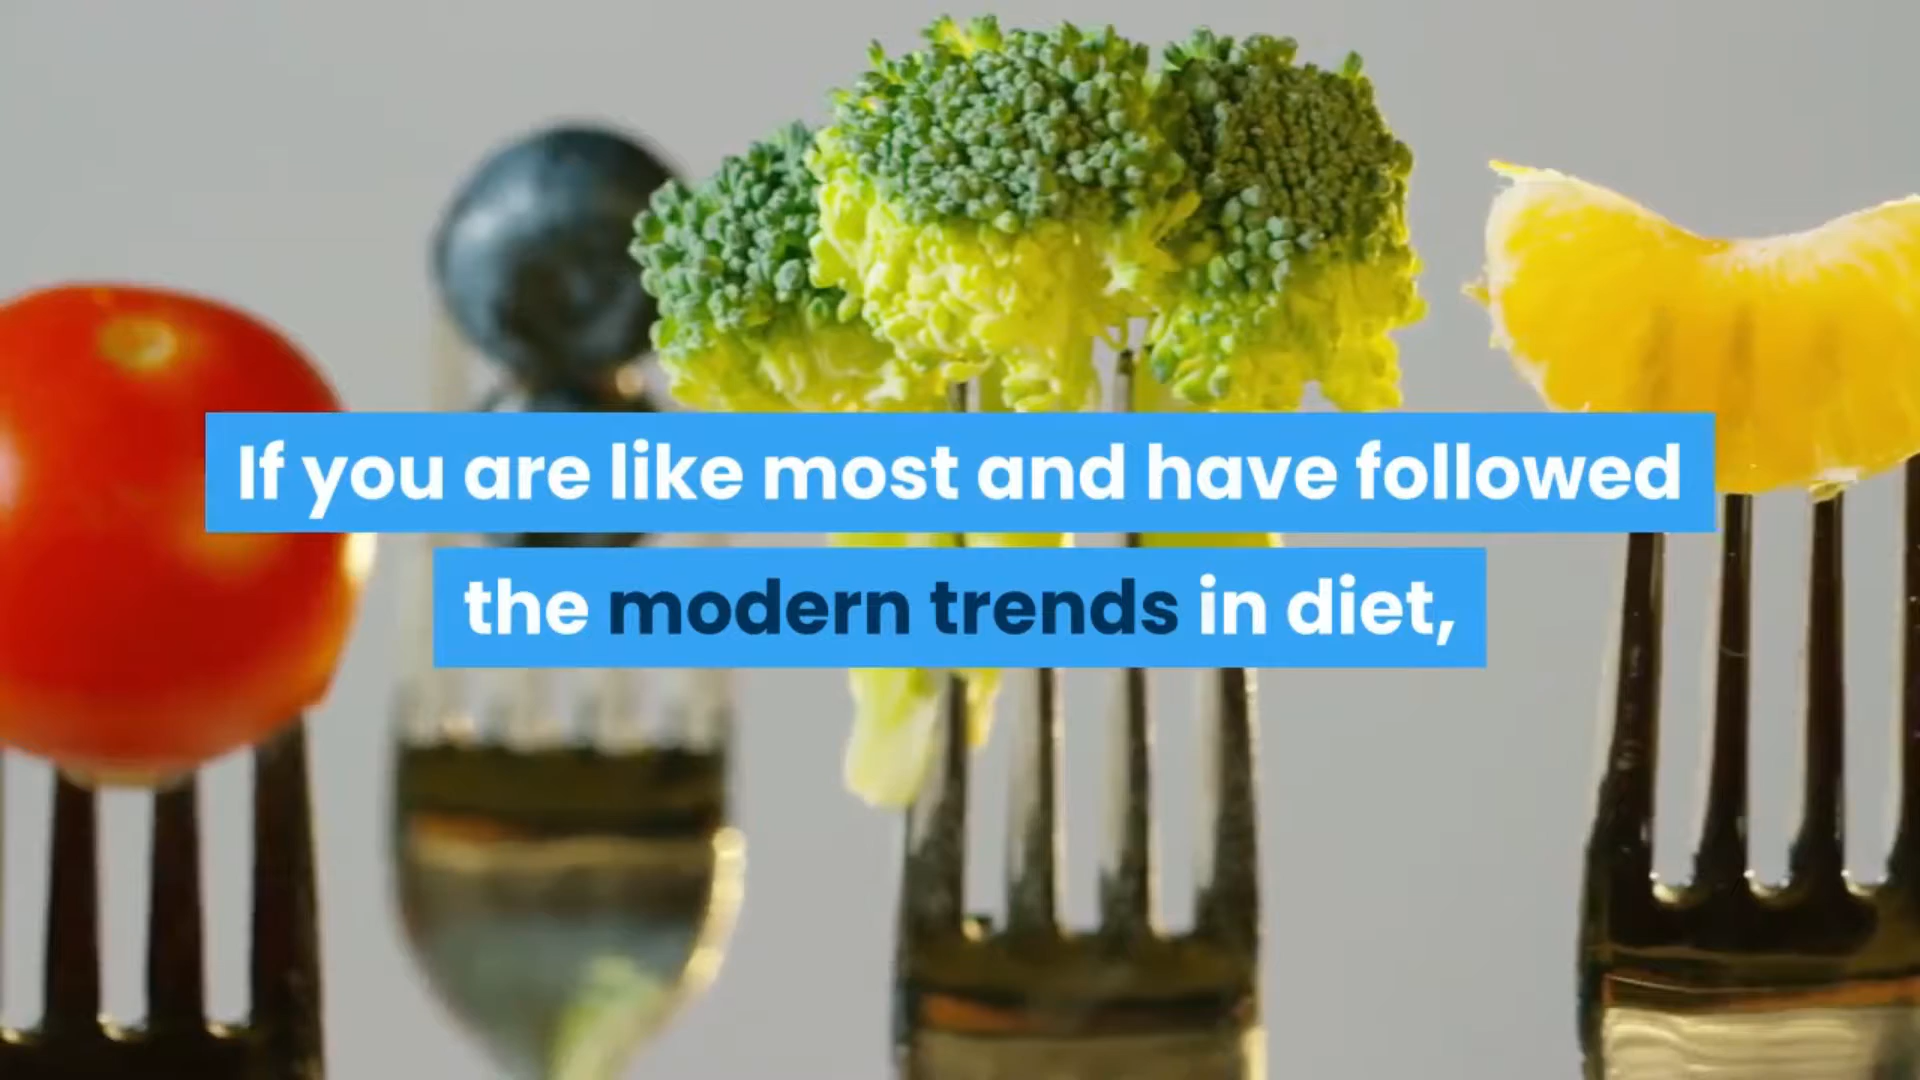 If you are like most and have followed
the modern trends in diet,